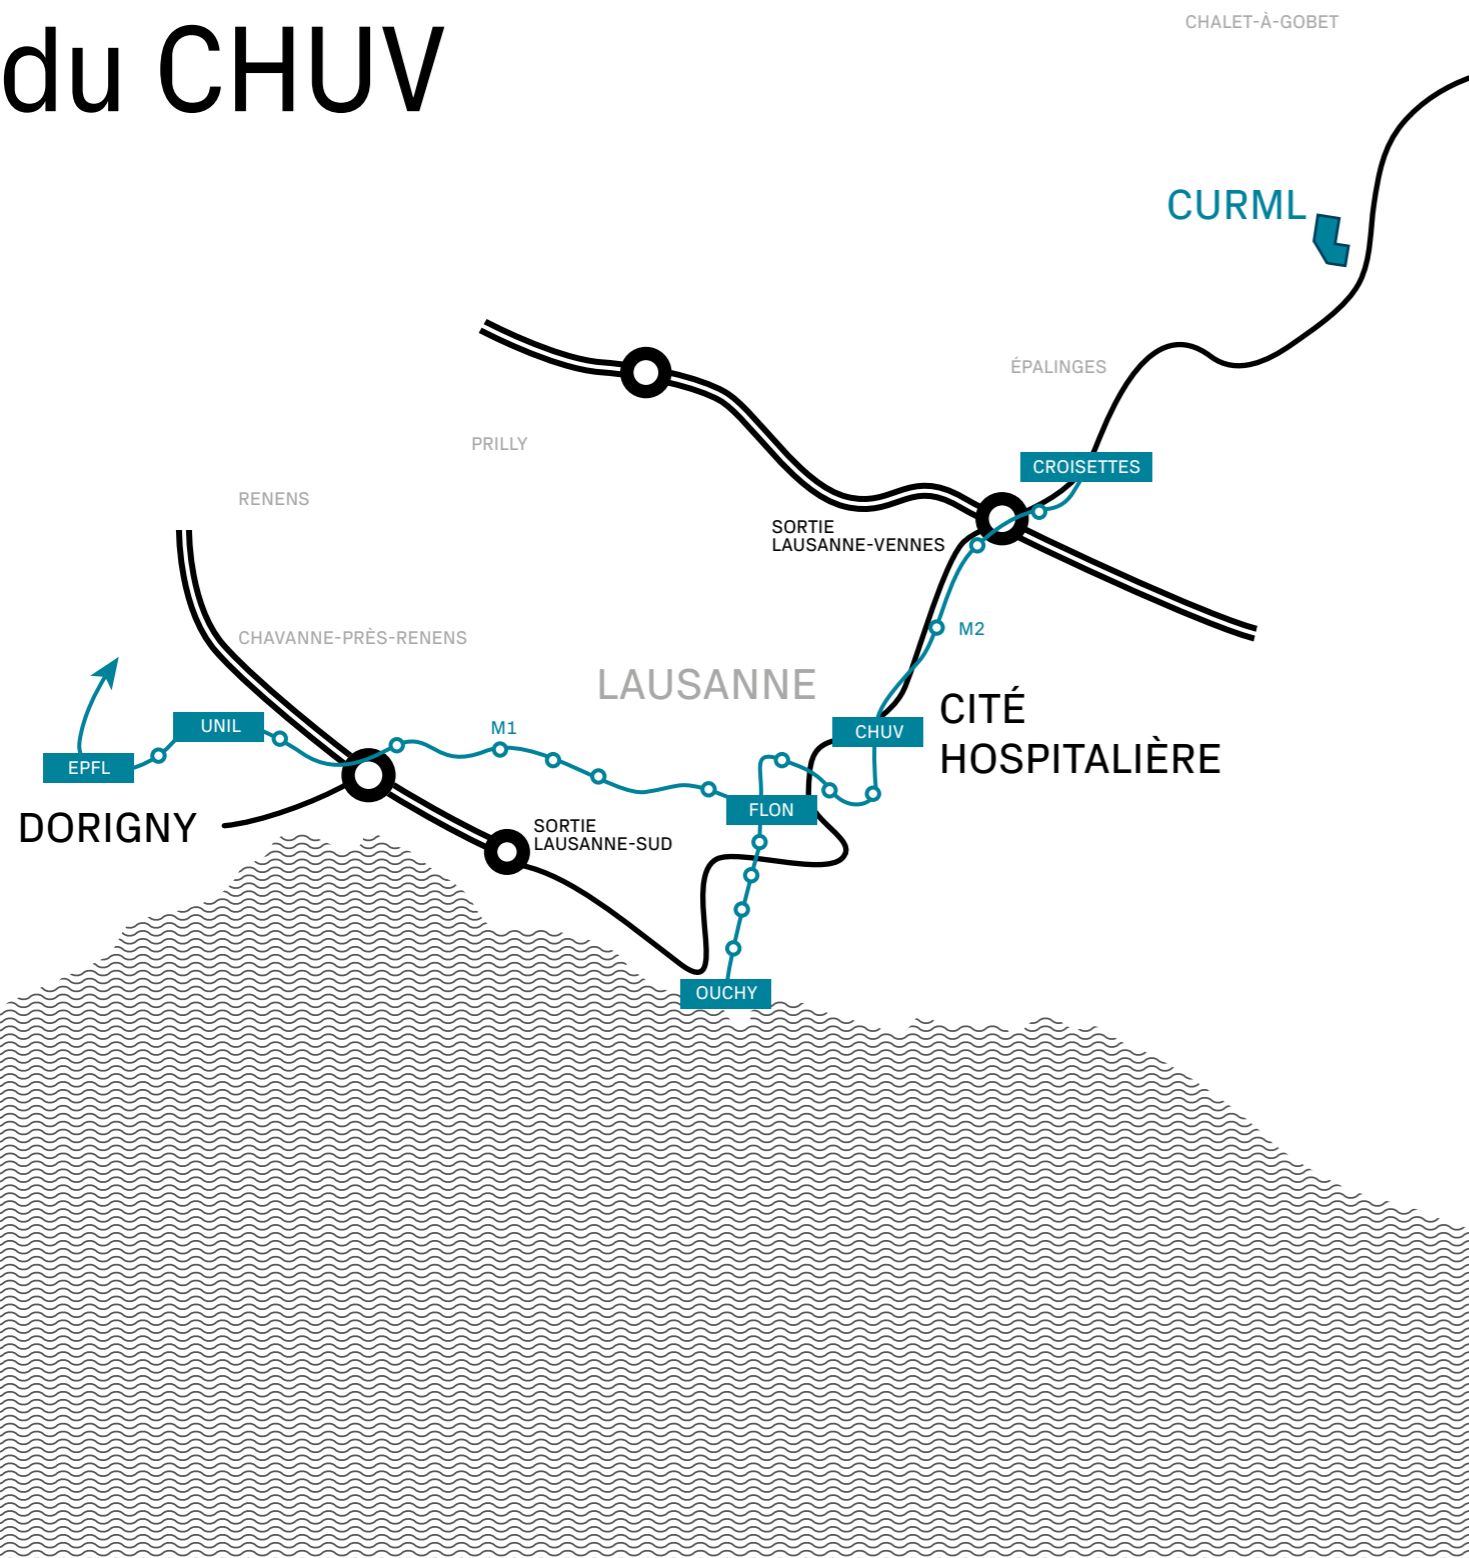 CHALET-À-GOBET
du CHUV
CURML
ÉPALINGES
PRILLY
CROISETTES
RENENS
SORTIE
LAUSANNE-VENNES
M2
CHAVANNE-PRÈS-RENENS
LAUSANNE
CITÉ
HOSPITALIÈRE
UNIL
M1
CHUV
EPFL
FLON
DORIGNY
SORTIE
LAUSANNE-SUD
OUCHY